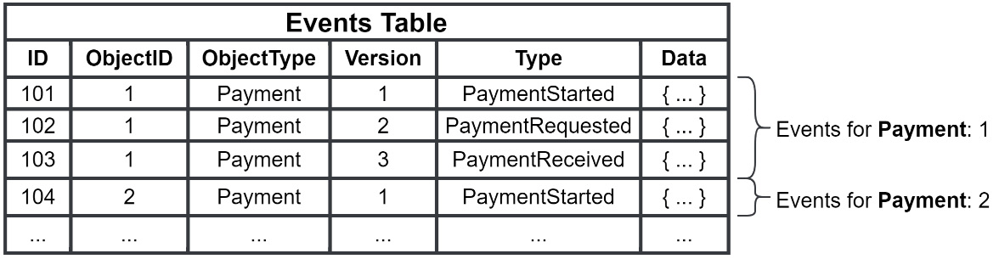 Events Table
ID ObjectID ObjectType Version Type Data
101 1 Payment 1 PaymentStarted { ... }
102 1 Payment 2 PaymentRequested { ... }
103 1 Payment 3 PaymentReceived { ... }
Events for Payment: 1
104 2 Payment 1 PaymentStarted { ... }
Events for Payment: 2
... ... ... ... ...